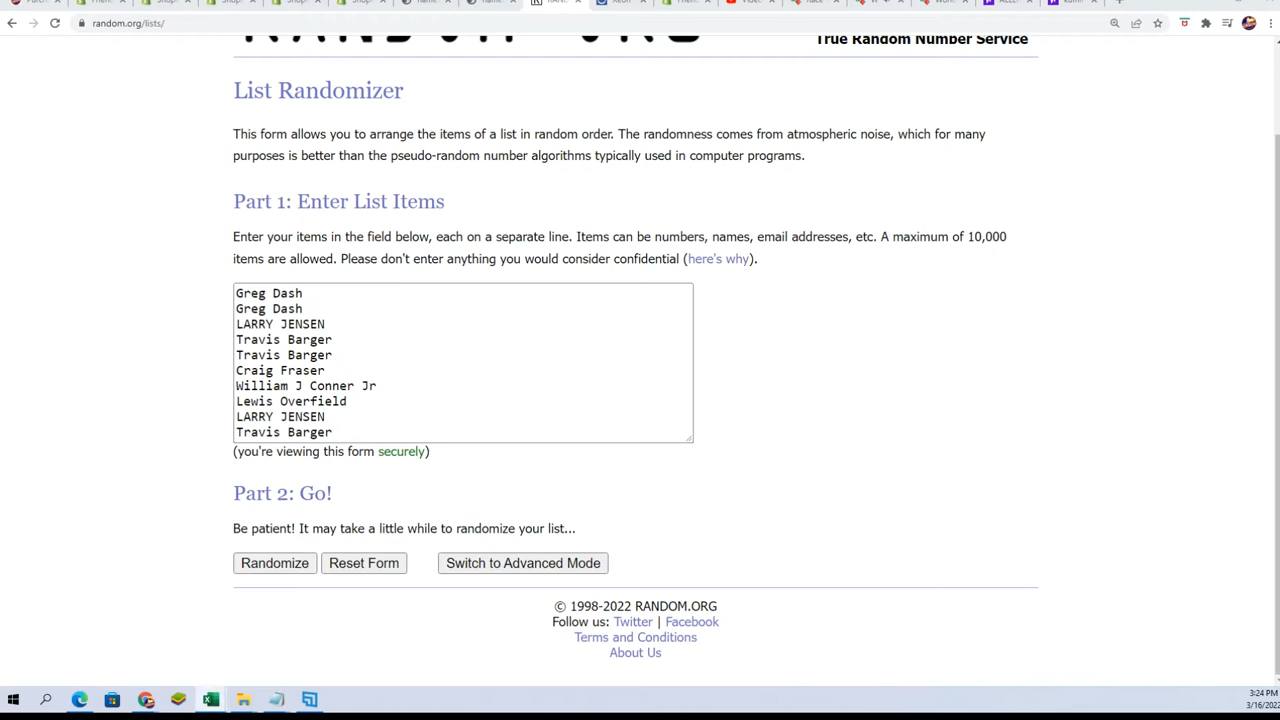 random.org/lists/
True Random Number Service
List Randomizer
This form allows you to arrange the items of a list in random order. The randomness comes from atmospheric noise, which for many
purposes is better than the pseudo-random number algorithms typically used in computer programs.
Part 1: Enter List Items
Enter your items in the field below, each on a separate line. Items can be numbers, names, email addresses, etc. A maximum of 10,000
items are allowed. Please don't enter anything you would consider confidential (here's why).
Greg Dash
Greg Dash
LARRY JENSEN
Travis Barger
Travis Barger
Craig Fraser
William J Conner Jr
Lewis Overfield
LARRY JENSEN
Travis Barger
(you're viewing this form securely)
Part 2: Go!
Be patient! It may take a little while to randomize your list...
Randomize Reset Form Switch to Advanced Mode
© 1998-2022 RANDOM.ORG
Follow us: Twitter | Facebook
Terms and Conditions
About Us
3:24 PM